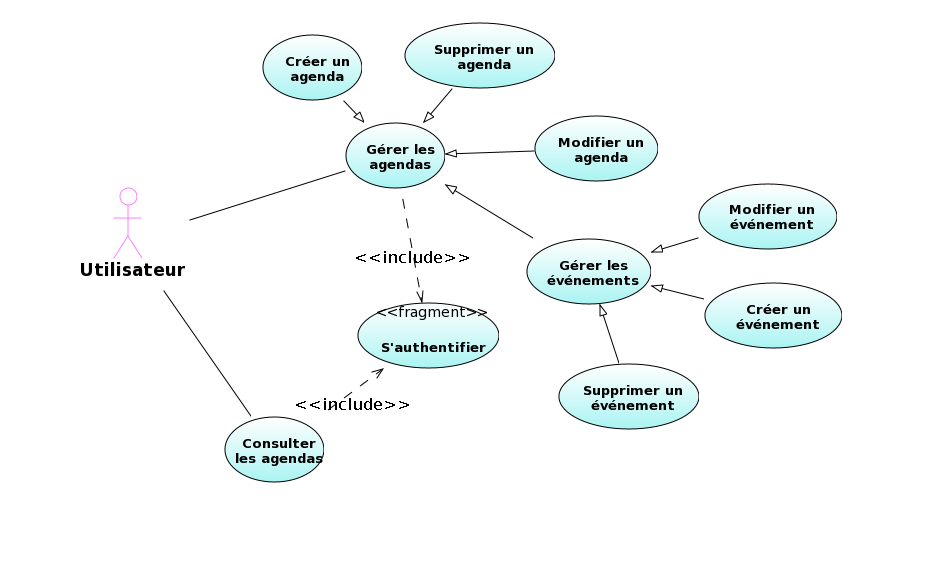 Créer un
agenda
Supprimer un
agenda
Gérer les
agendas
Modifier un
agenda
Modifier un
événement
Utilisateur
<<include>>
Gérer les
événements
Créer un
événement
<<fragment>>
S'authentifier
Supprimer un
événement
<<include>>
Consulter
les agendas